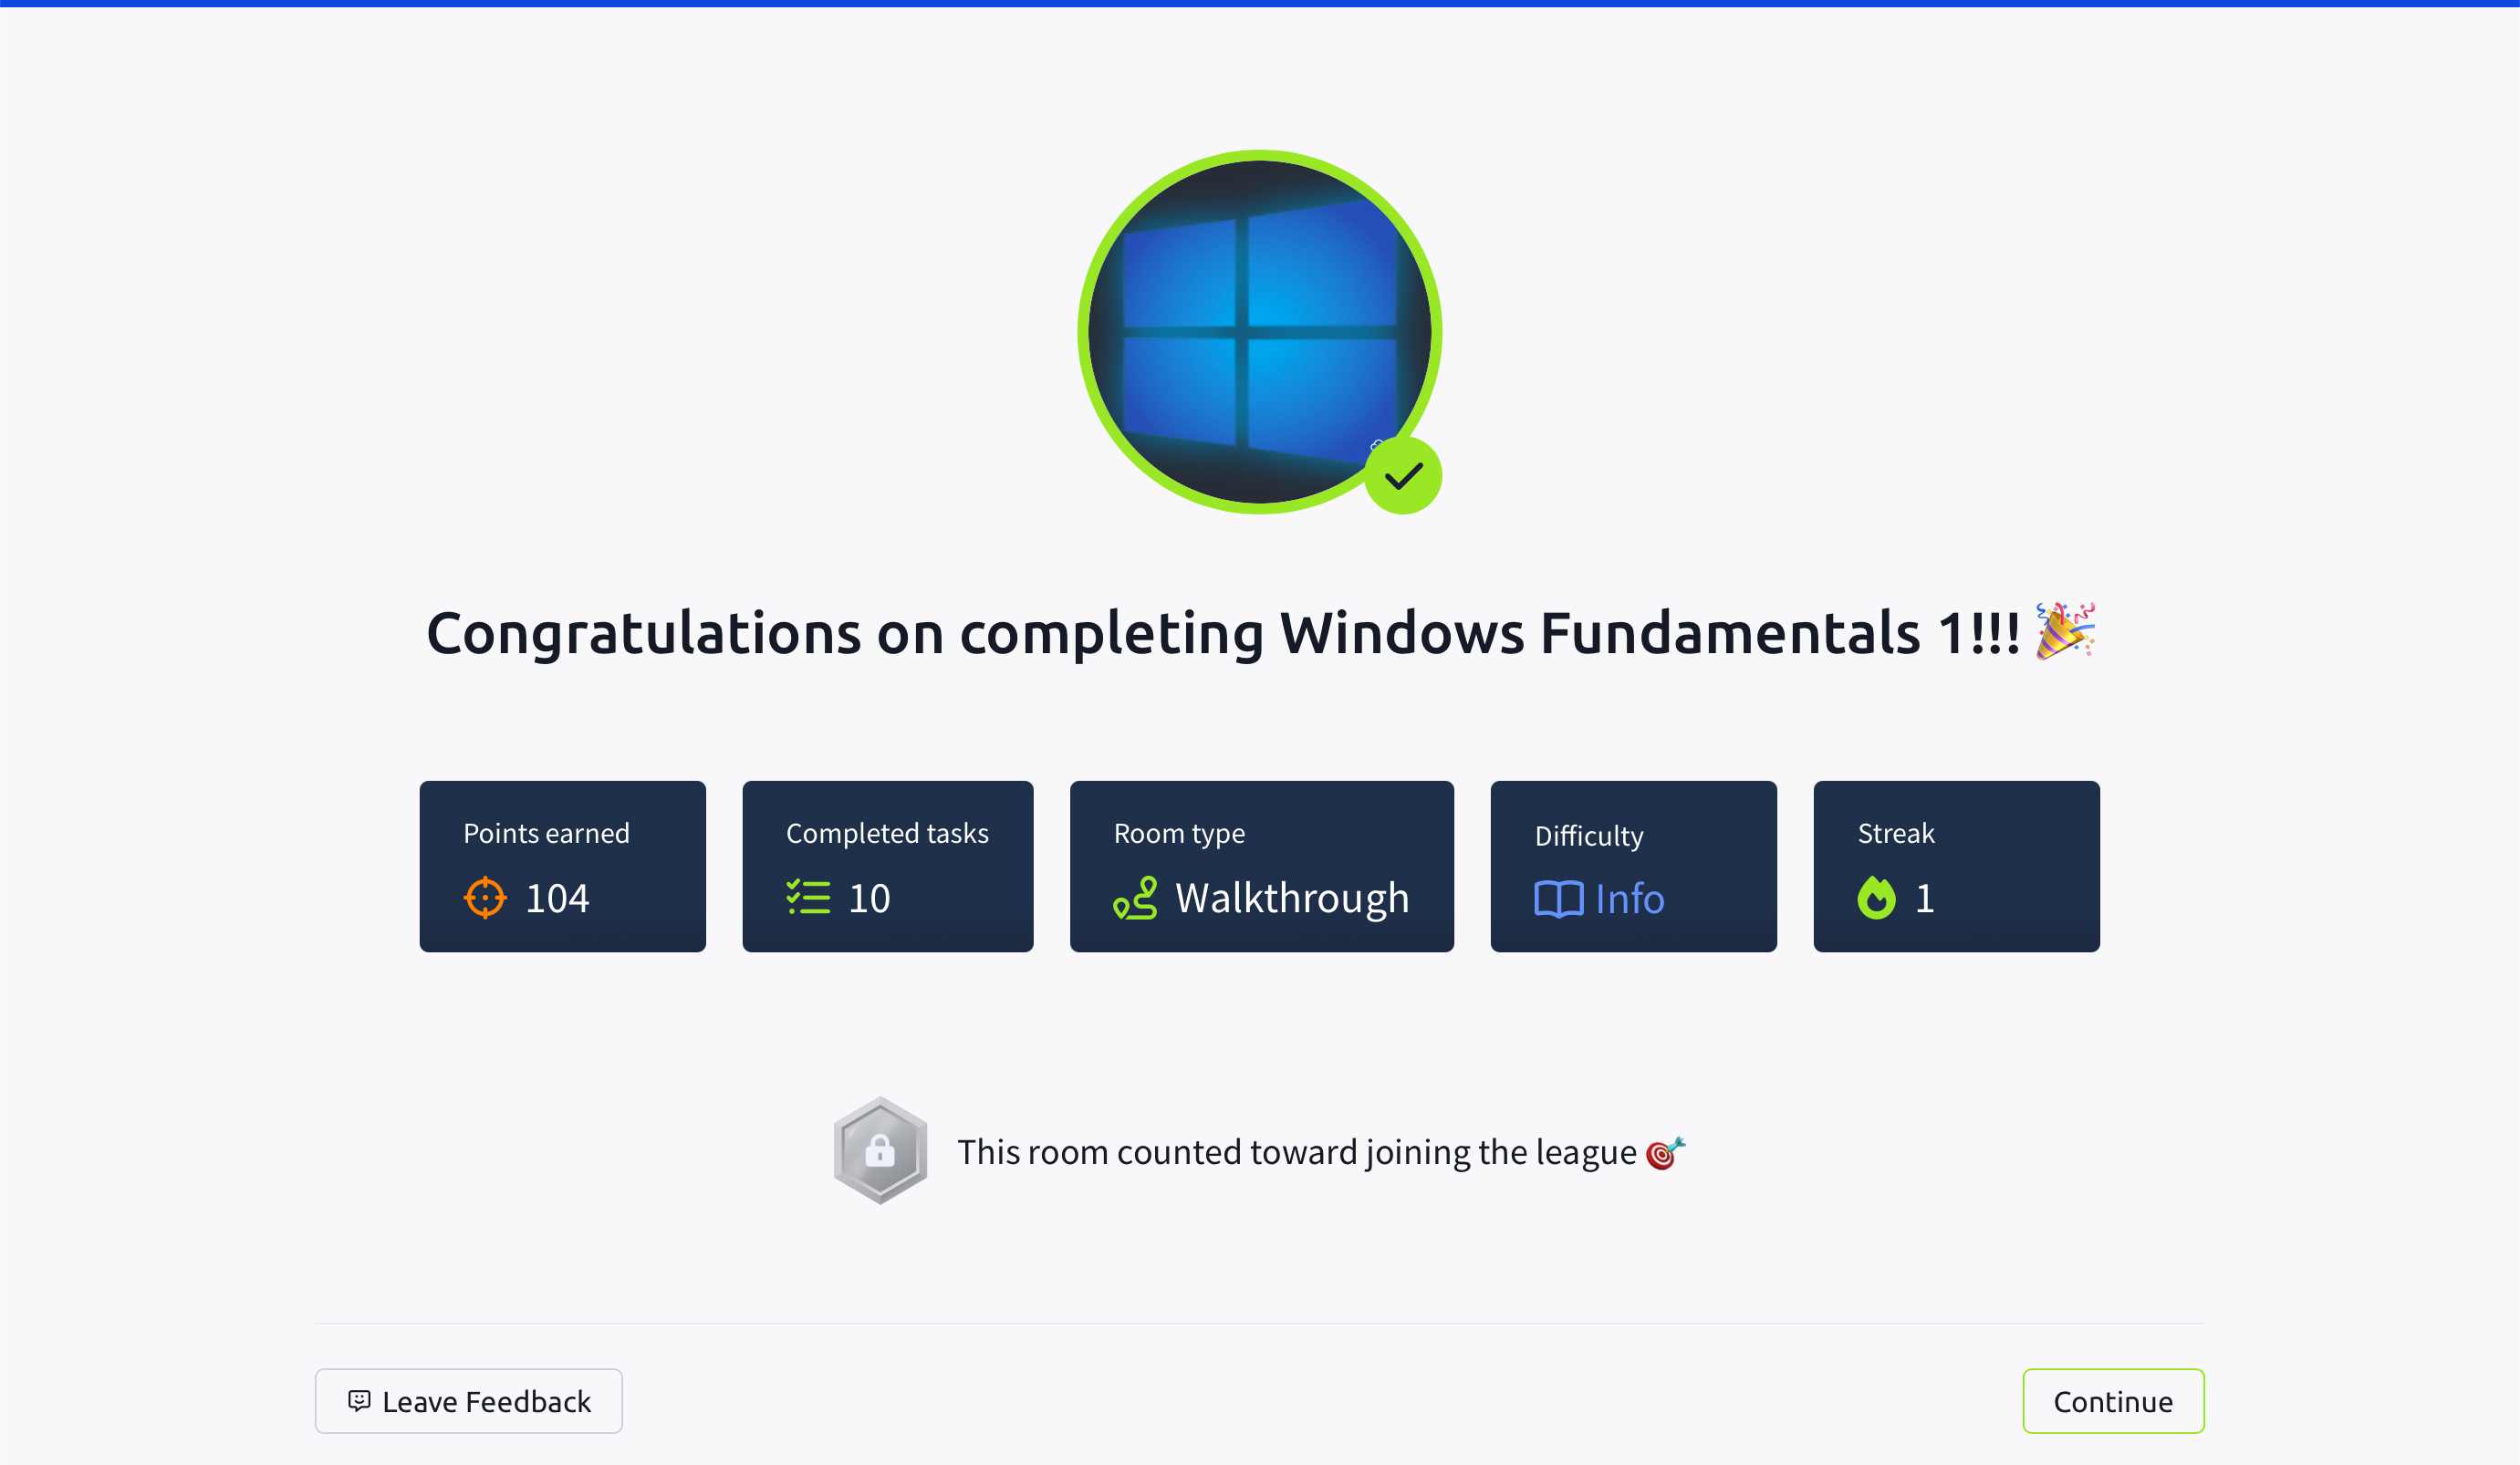 Congratulations on completing Windows Fundamentals 1!!! 🎉
Points earned
104
Completed tasks
10
Room type
Walkthrough
Difficulty
Info
Streak
1
This room counted toward joining the league 🎯
Leave Feedback
Continue